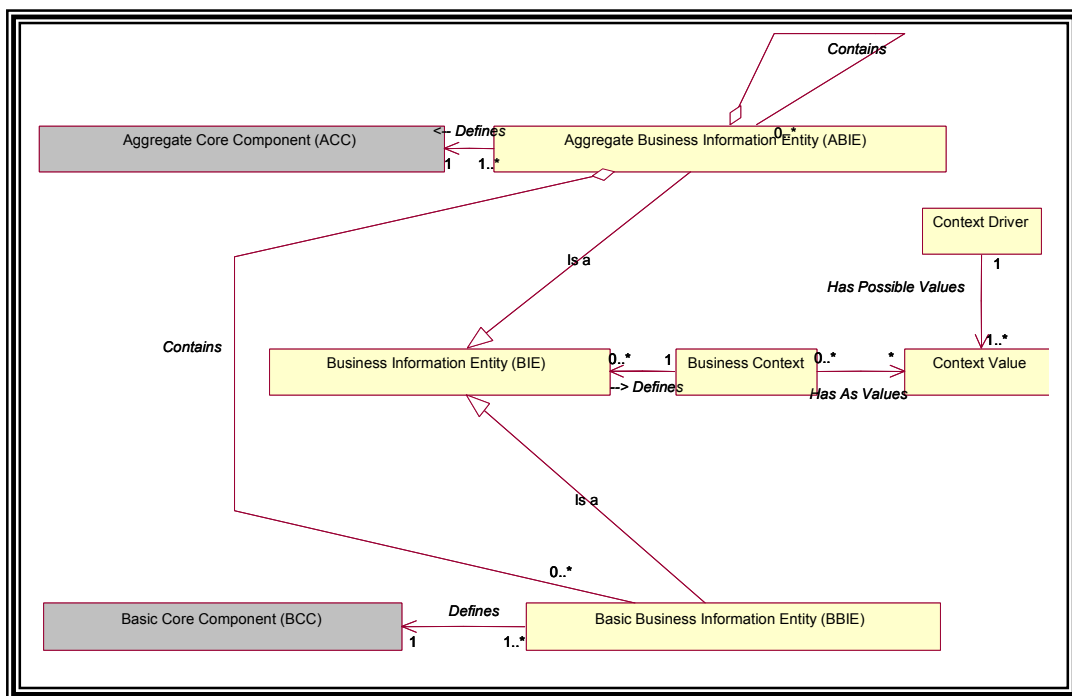 Contains
Aggregate Core Component (ACC)
<-- Defines
1
1..*
Aggregate Business Information Entity (ABIE)
0..*
Context Driver
1
Is a
Has Possible Values
Contains
1..*
Business Information Entity (BIE)
0..*
1
--> Defines
Business Context
0..*
*
Has As Values
Context Value
Is a
0..*
Basic Core Component (BCC)
Defines
1
1..*
Basic Business Information Entity (BBIE)